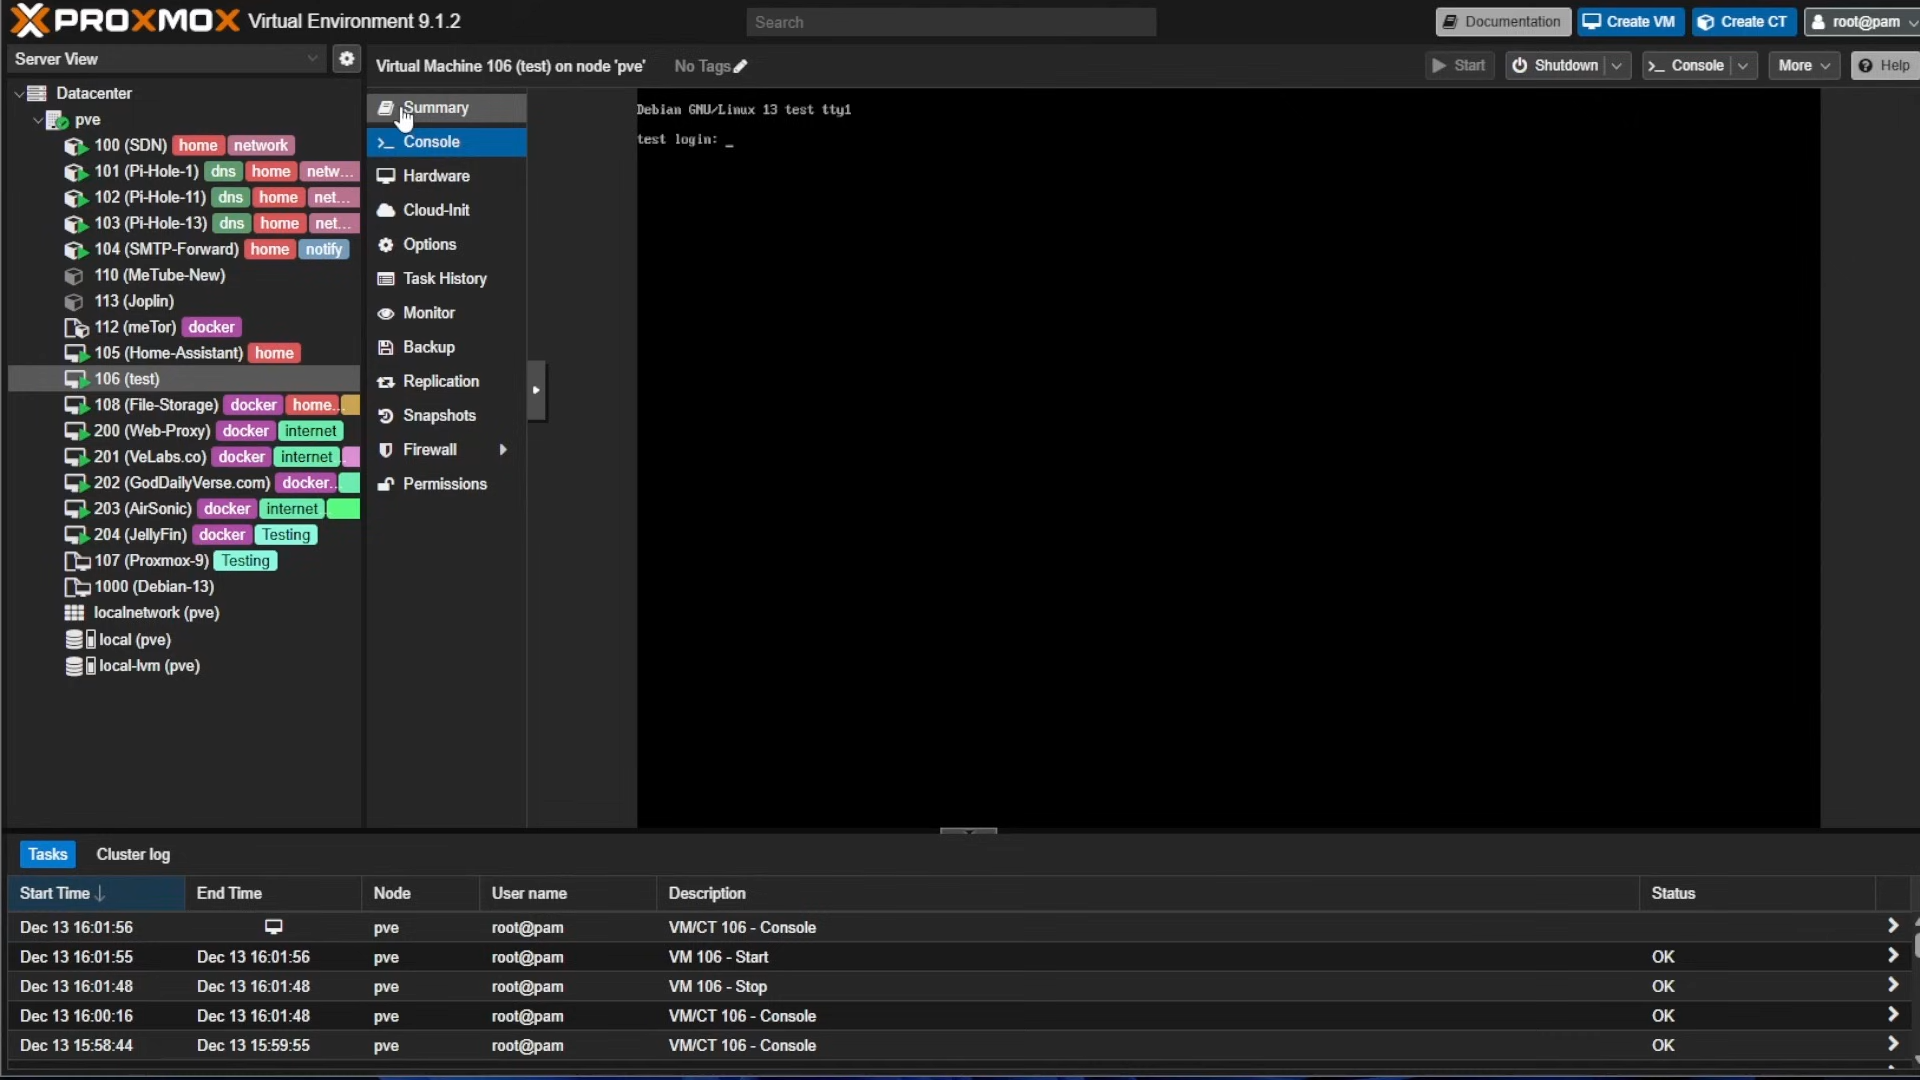 PROXMOX Virtual Environment 9.1.2
Search
Documentation
Create VM
Create CT
root@pam
Server View
Virtual Machine 106 (test) on node 'pve'
No Tags
Start
Shutdown
Console
More
Help
Datacenter
pve
100 (SDN) home network
101 (Pi-Hole-1) dns home netw...
102 (Pi-Hole-11) dns home net...
103 (Pi-Hole-13) dns home net...
104 (SMTP-Forward) home notify
110 (MeTube-New)
113 (Joplin)
112 (meTor) docker
105 (Home-Assistant) home
106 (test)
108 (File-Storage) docker home...
200 (Web-Proxy) docker internet
201 (VeLabs.co) docker internet
202 (GodDailyVerse.com) docker...
203 (AirSonic) docker internet
204 (JellyFin) docker Testing
107 (Proxmox-9) Testing
1000 (Debian-13)
localnetwork (pve)
local (pve)
local-lvm (pve)
Summary
Console
Hardware
Cloud-Init
Options
Task History
Monitor
Backup
Replication
Snapshots
Firewall
Permissions
Debian GNU/Linux 13 test tty1
test login: _
Tasks
Cluster log
Start Time End Time Node User name Description Status
Dec 13 16:01:56 pve root@pam VM/CT 106 - Console
Dec 13 16:01:55 Dec 13 16:01:56 pve root@pam VM 106 - Start OK
Dec 13 16:01:48 Dec 13 16:01:48 pve root@pam VM 106 - Stop OK
Dec 13 16:00:16 Dec 13 16:01:48 pve root@pam VM/CT 106 - Console OK
Dec 13 15:58:44 Dec 13 15:59:55 pve root@pam VM/CT 106 - Console OK